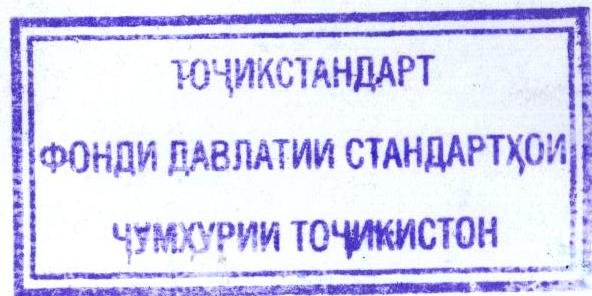 ТОҶИКСТАНДАРТ
ФОНДИ ДАВЛАТИИ СТАНДАРТҲОИ
ҶУМҲУРИИ ТОҶИКИСТОН